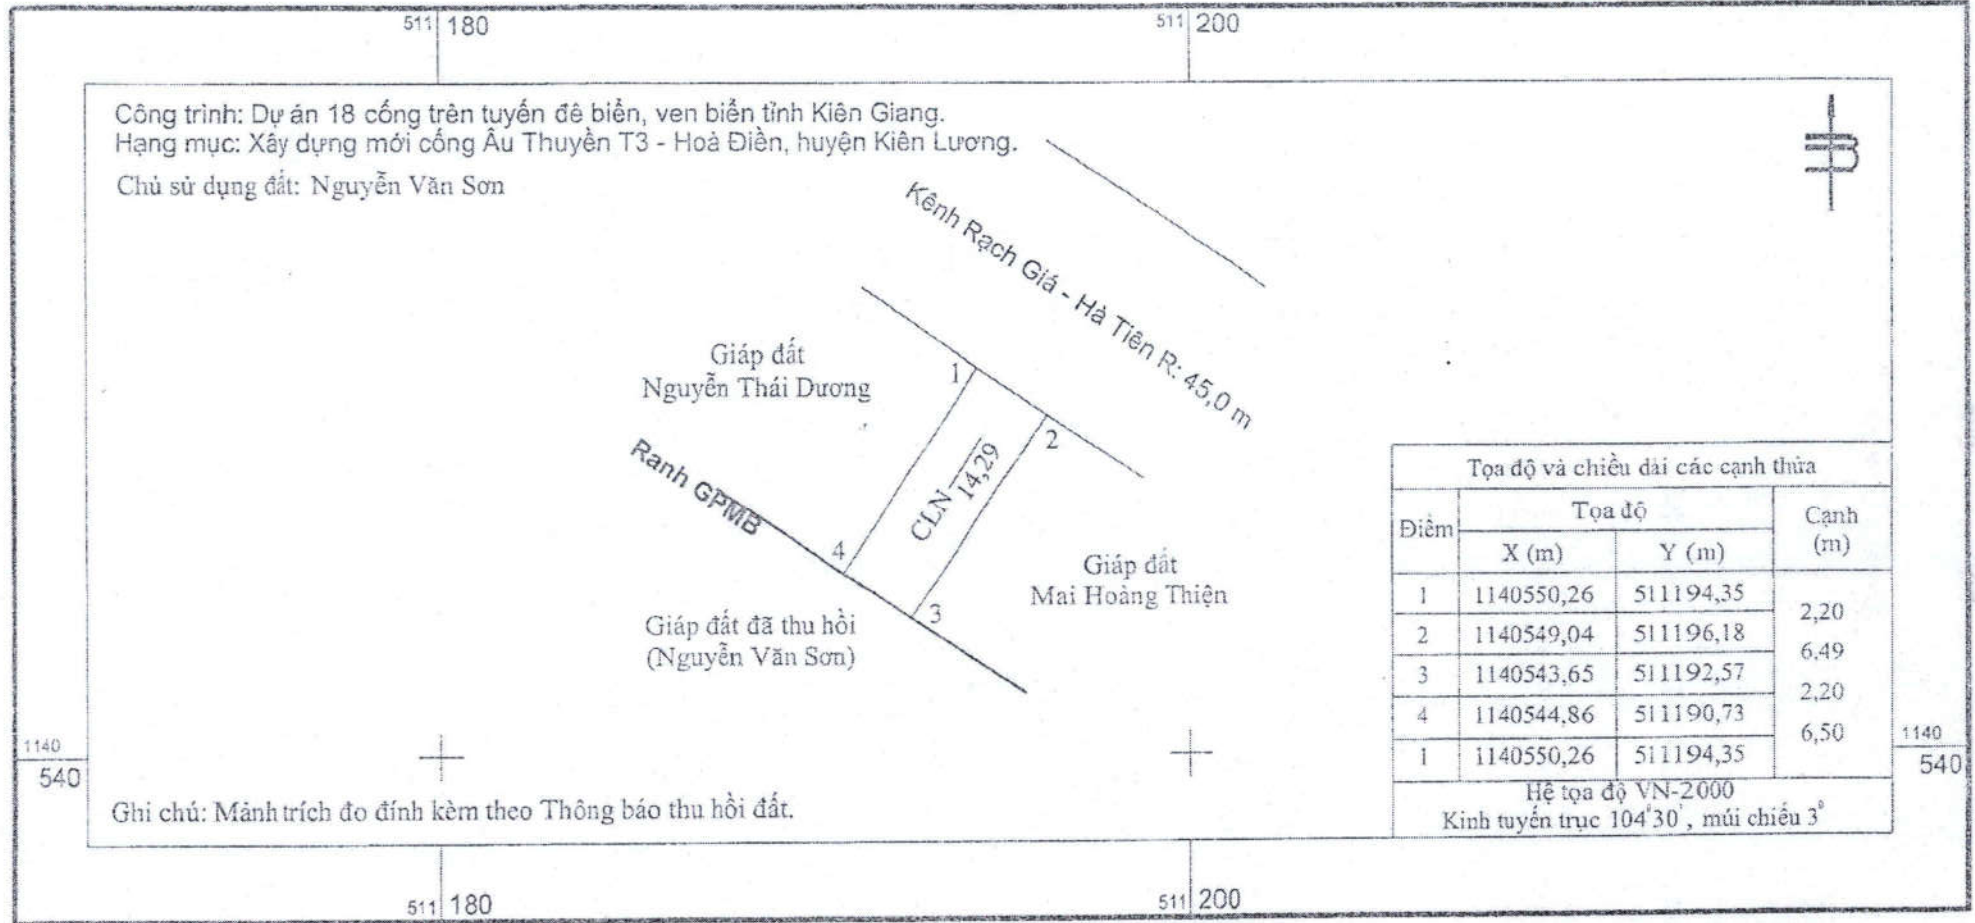 511 180
511 200
Công trình: Dự án 18 cống trên tuyến đê biển, ven biển tỉnh Kiên Giang.
Hạng mục: Xây dựng mới cống Âu Thuyền T3 - Hoà Điền, huyện Kiên Lương.
Chủ sử dụng đất: Nguyễn Văn Sơn
B
Kênh Rạch Giá - Hà Tiên R: 45,0 m
Giáp đất
Nguyễn Thái Dương
1
2
Ranh GPMB
CLN 14,29
4
3
Giáp đất
Mai Hoàng Thiện
Giáp đất đã thu hồi
(Nguyễn Văn Sơn)
Tọa độ và chiều dài các cạnh thửa
Điểm Tọa độ Cạnh (m)
X (m) Y (m)
1 1140550,26 511194,35
2,20
2 1140549,04 511196,18
6,49
3 1140543,65 511192,57
2,20
4 1140544,86 511190,73
6,50
1 1140550,26 511194,35
Hệ tọa độ VN-2000
Kinh tuyến trục 104°30', múi chiếu 3°
1140
540
1140
540
Ghi chú: Mảnh trích đo đính kèm theo Thông báo thu hồi đất.
511 180
511 200